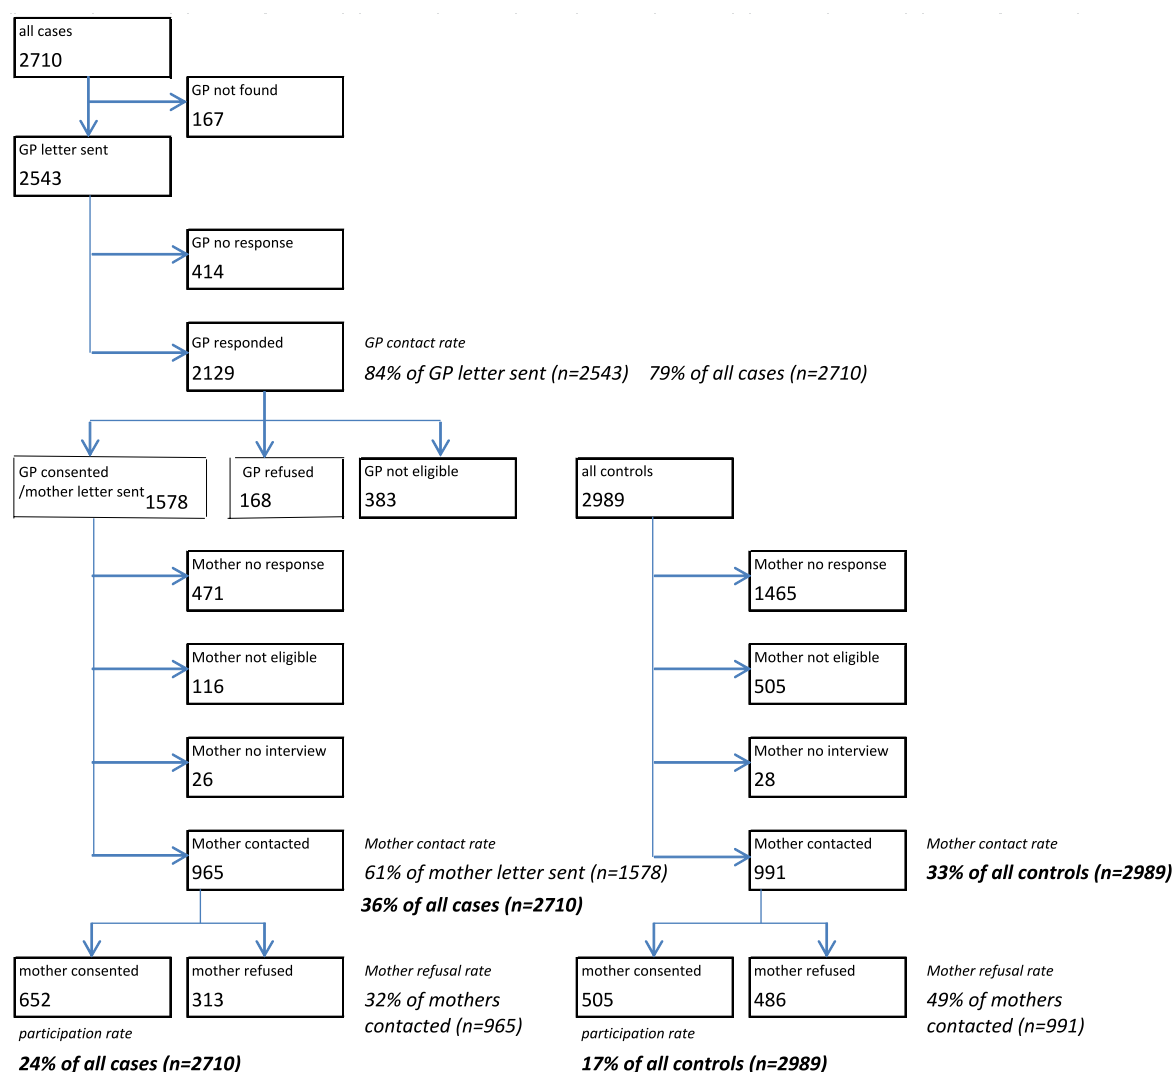 all cases
2710
GP not found
167
GP letter sent
2543
GP no response
414
GP responded
2129
GP contact rate
84% of GP letter sent (n=2543) 79% of all cases (n=2710)
GP consented
/mother letter sent 1578
GP refused
168
GP not eligible
383
all controls
2989
Mother no response
471
Mother no response
1465
Mother not eligible
116
Mother not eligible
505
Mother no interview
26
Mother no interview
28
Mother contacted
965
Mother contact rate
61% of mother letter sent (n=1578)
36% of all cases (n=2710)
Mother contacted
991
Mother contact rate
33% of all controls (n=2989)
mother consented
652
mother refused
313
Mother refusal rate
32% of mothers
contacted (n=965)
mother consented
505
mother refused
486
Mother refusal rate
49% of mothers
contacted (n=991)
participation rate
24% of all cases (n=2710)
participation rate
17% of all controls (n=2989)